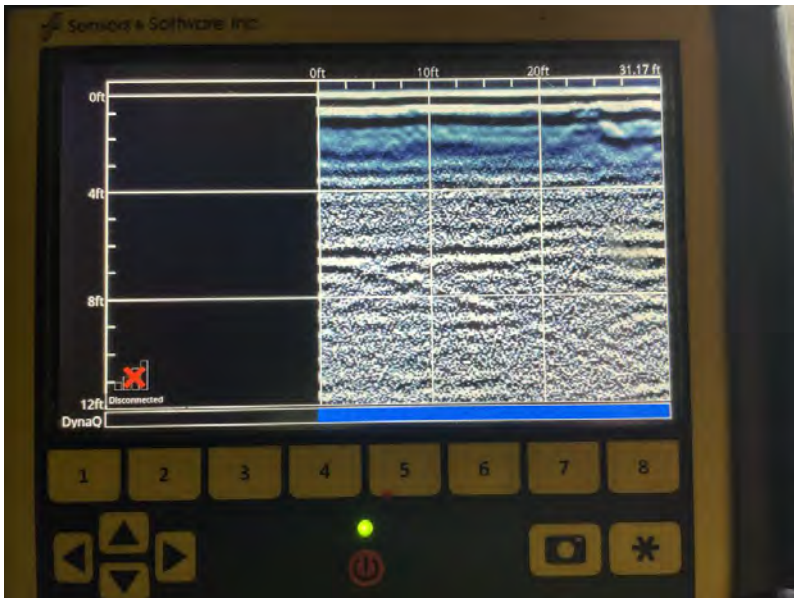 Sensors & Software Inc.
0ft 10ft 20ft 31.17 ft
0ft
4ft
8ft
Disconnected
12ft
DynaQ
1 2 3 4 5 6 7 8